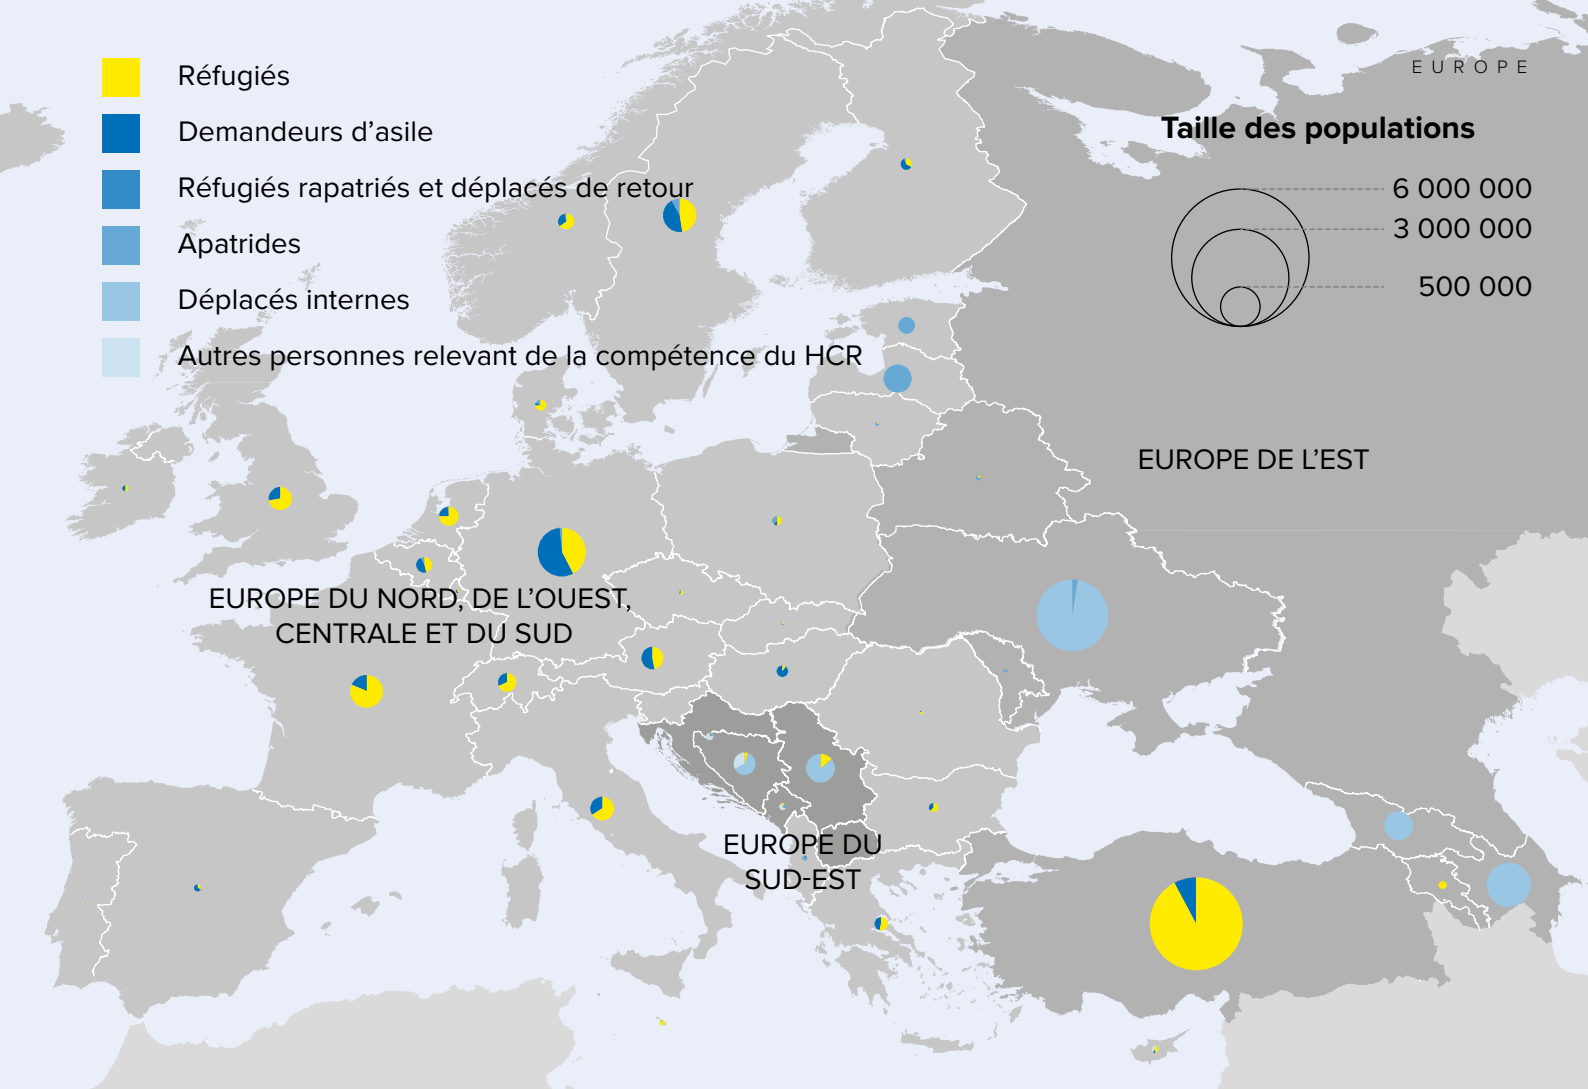 Réfugiés
Demandeurs d'asile
Réfugiés rapatriés et déplacés de retour
Apatrides
Déplacés internes
Autres personnes relevant de la compétence du HCR
EUROPE
Taille des populations
6 000 000
3 000 000
500 000
EUROPE DE L'EST
EUROPE DU NORD, DE L'OUEST,
CENTRALE ET DU SUD
EUROPE DU
SUD-EST